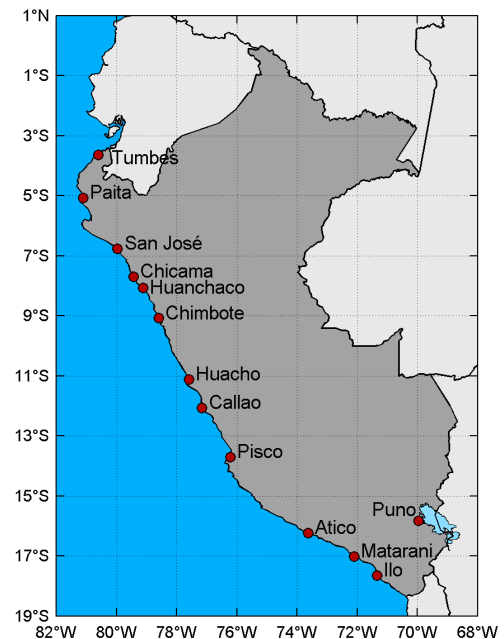 1°N
1°S
3°S
Tumbes
5°S
Paita
7°S
San José
Chicama
Huanchaco
9°S
Chimbote
11°S
Huacho
Callao
13°S
Pisco
15°S
Puno
Atico
17°S
Matarani
Ilo
19°S
82°W 80°W 78°W 76°W 74°W 72°W 70°W 68°W